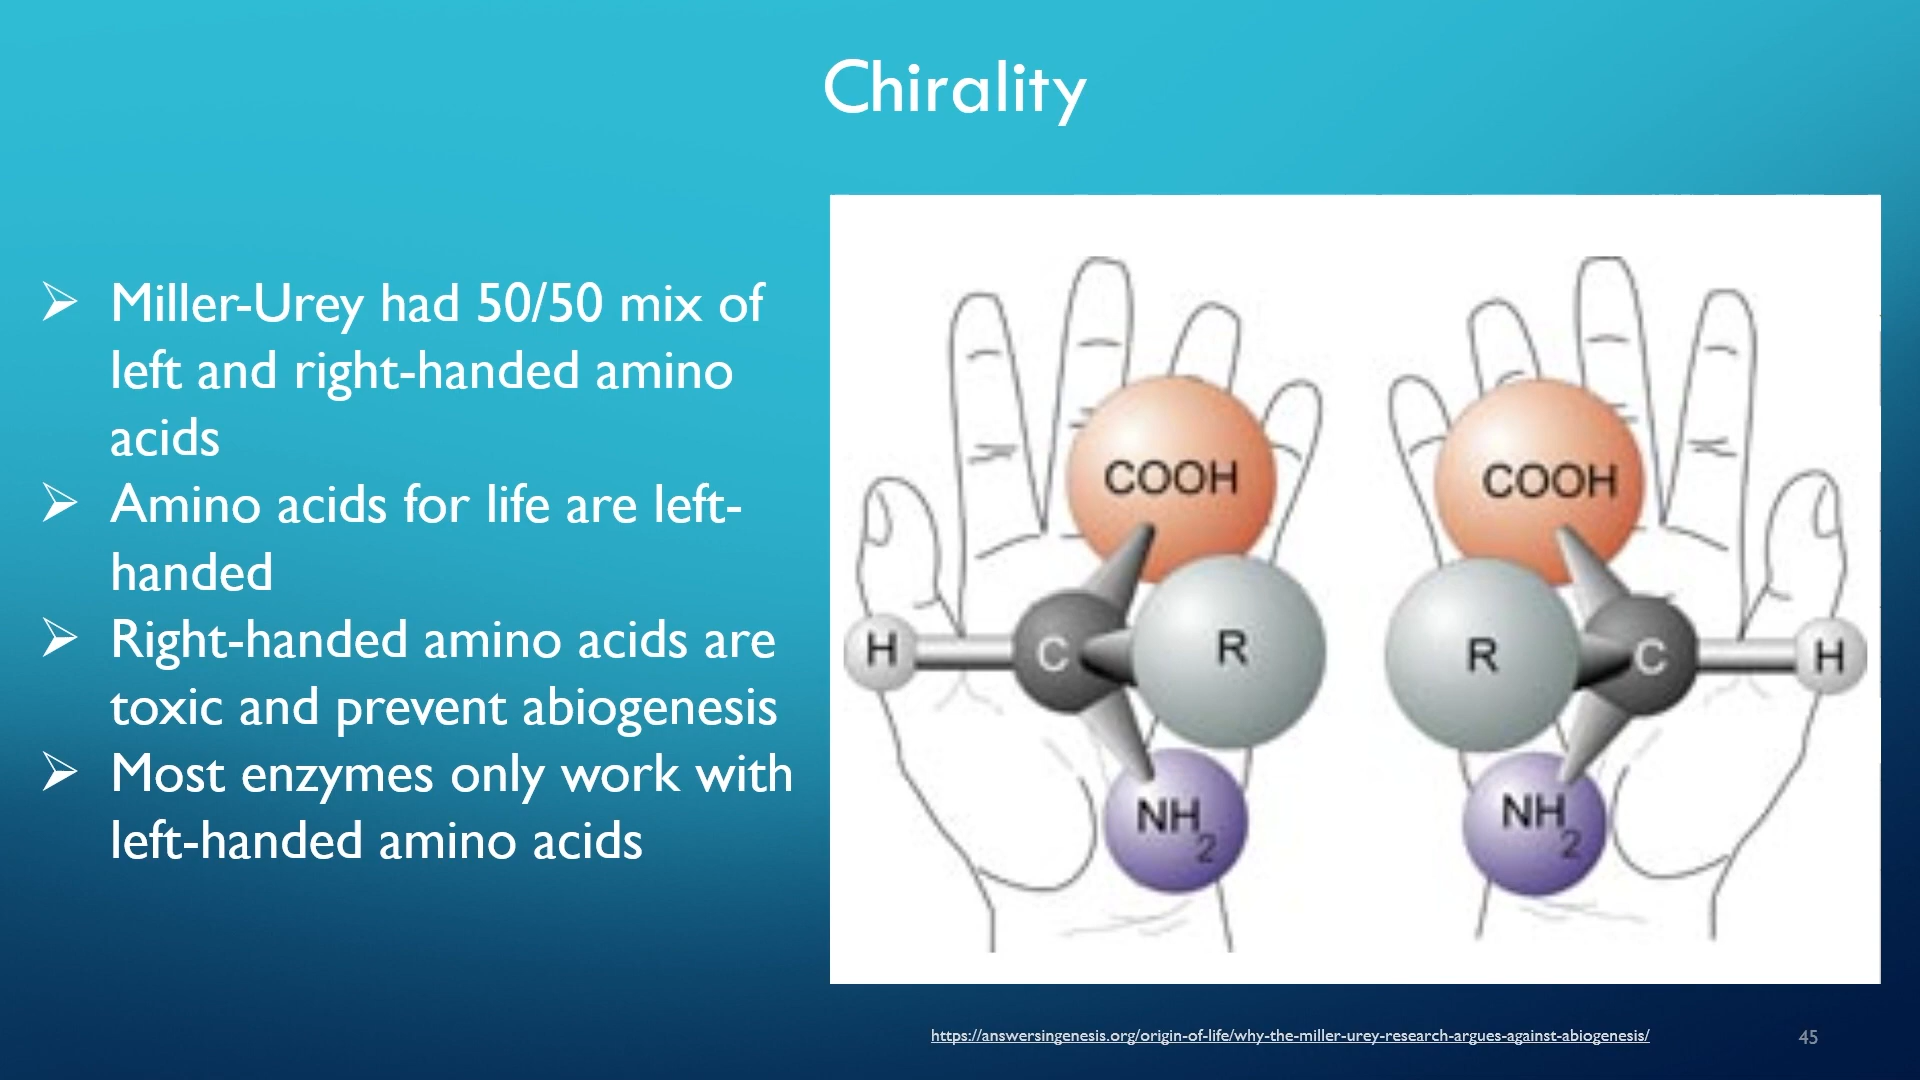 Chirality
➢ Miller-Urey had 50/50 mix of
left and right-handed amino
acids
➢ Amino acids for life are left-
handed
➢ Right-handed amino acids are
toxic and prevent abiogenesis
➢ Most enzymes only work with
left-handed amino acids
COOH
H C R
NH2
COOH
R C H
NH2
https://answersingenesis.org/origin-of-life/why-the-miller-urey-research-argues-against-abiogenesis/
45